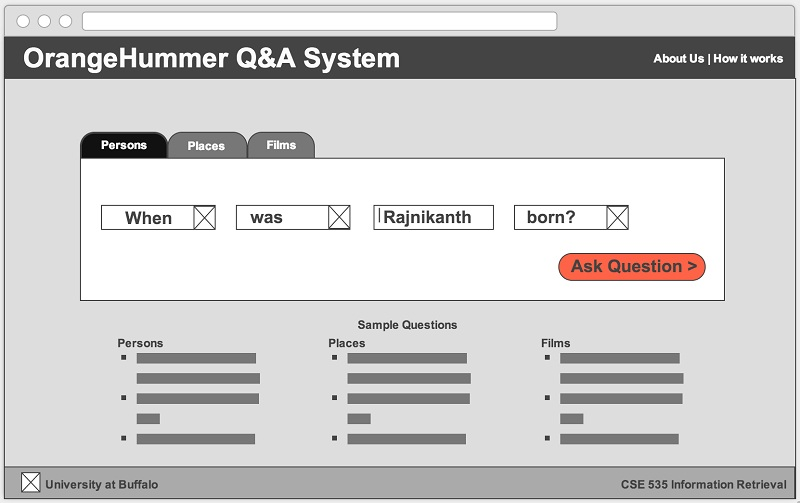 OrangeHummer Q&A System
About Us | How it works
Persons
Places
Films
When
was
Rajnikanth
born?
Ask Question >
Sample Questions
Persons
Places
Films
University at Buffalo
CSE 535 Information Retrieval